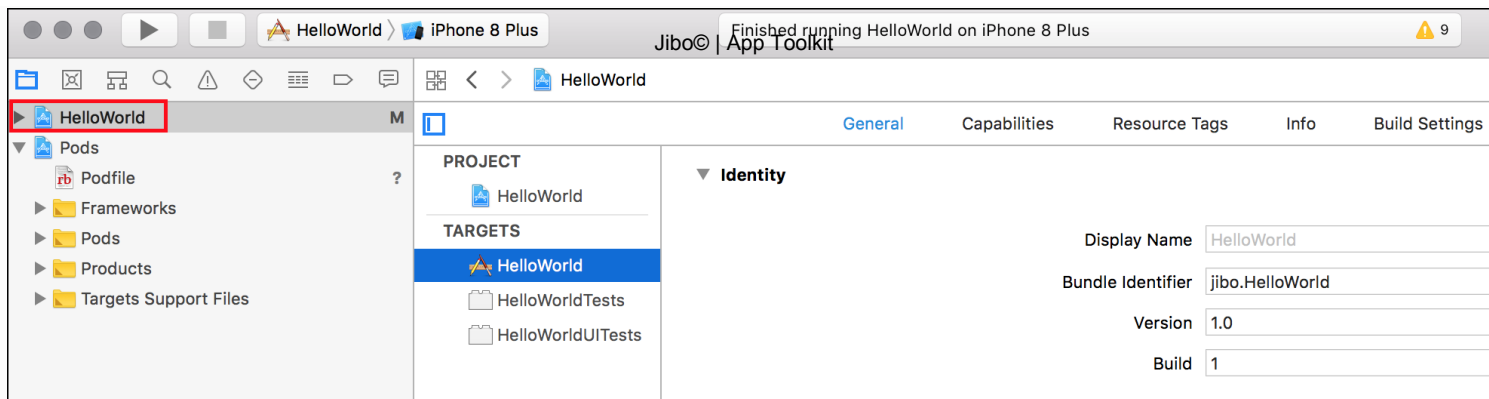 HelloWorld iPhone 8 Plus
Finished running HelloWorld on iPhone 8 Plus
9
Jibo© | App Toolkit
HelloWorld
HelloWorld M
Pods
rb Podfile ?
Frameworks
Pods
Products
Targets Support Files
General Capabilities Resource Tags Info Build Settings
PROJECT
HelloWorld
TARGETS
HelloWorld
HelloWorldTests
HelloWorldUITests
Identity
Display Name HelloWorld
Bundle Identifier jibo.HelloWorld
Version 1.0
Build 1